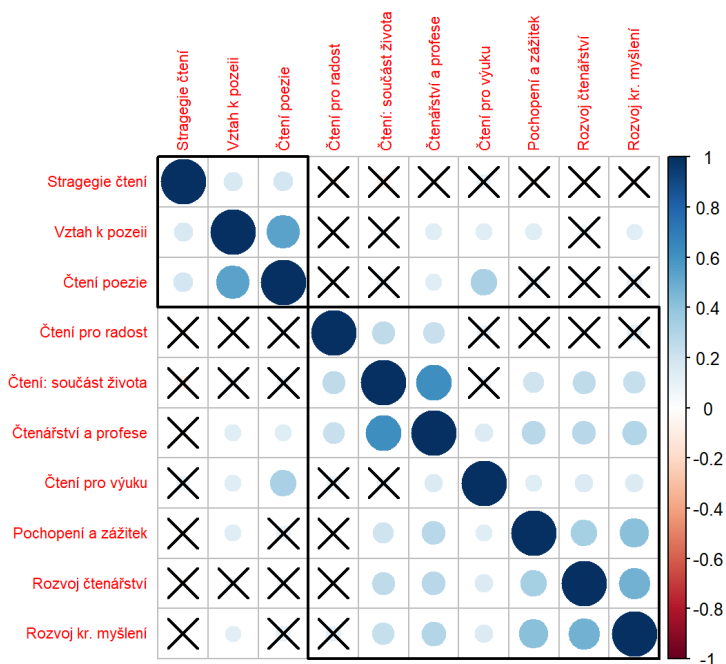 Stragegie čtení
Vztah k pozeii
Čtení poezie
Čtení pro radost
Čtení: součást života
Čtenářství a profese
Čtení pro výuku
Pochopení a zážitek
Rozvoj čtenářství
Rozvoj kr. myšlení
Stragegie čtení
Vztah k pozeii
Čtení poezie
Čtení pro radost
Čtení: součást života
Čtenářství a profese
Čtení pro výuku
Pochopení a zážitek
Rozvoj čtenářství
Rozvoj kr. myšlení
1
0.8
0.6
0.4
0.2
0
-0.2
-0.4
-0.6
-0.8
-1